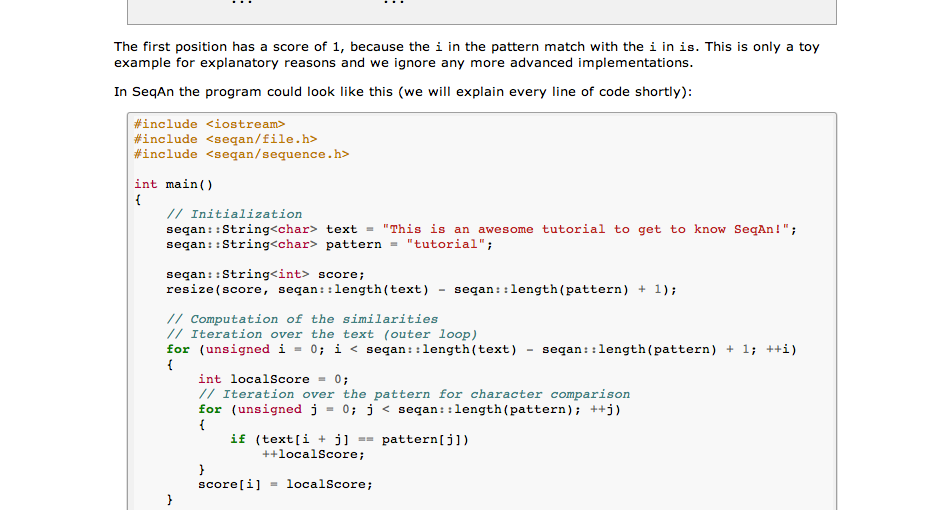 ... ...
The first position has a score of 1, because the i in the pattern match with the i in is. This is only a toy
example for explanatory reasons and we ignore any more advanced implementations.
In SeqAn the program could look like this (we will explain every line of code shortly):
#include <iostream>
#include <seqan/file.h>
#include <seqan/sequence.h>
int main()
{
// Initialization
seqan::String<char> text = "This is an awesome tutorial to get to know SeqAn!";
seqan::String<char> pattern = "tutorial";
seqan::String<int> score;
resize(score, seqan::length(text) - seqan::length(pattern) + 1);
// Computation of the similarities
// Iteration over the text (outer loop)
for (unsigned i = 0; i < seqan::length(text) - seqan::length(pattern) + 1; ++i)
{
int localScore = 0;
// Iteration over the pattern for character comparison
for (unsigned j = 0; j < seqan::length(pattern); ++j)
{
if (text[i + j] == pattern[j])
++localScore;
}
score[i] = localScore;
}